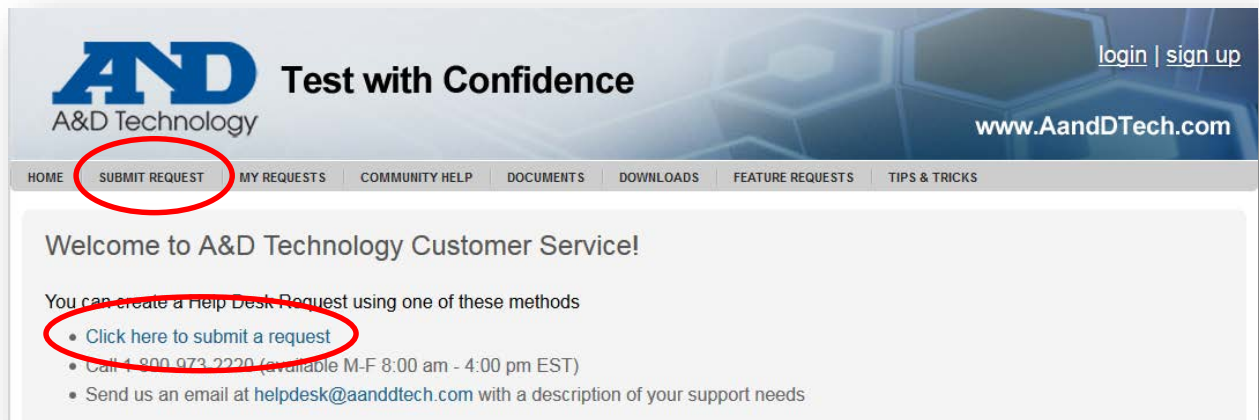 AND
A&D Technology
Test with Confidence
login | sign up
www.AandDTech.com
HOME SUBMIT REQUEST MY REQUESTS COMMUNITY HELP DOCUMENTS DOWNLOADS FEATURE REQUESTS TIPS & TRICKS
Welcome to A&D Technology Customer Service!
You can create a Help Desk Request using one of these methods
• Click here to submit a request
• Call 1-800-973-2220 (available M-F 8:00 am - 4:00 pm EST)
• Send us an email at helpdesk@aanddtech.com with a description of your support needs